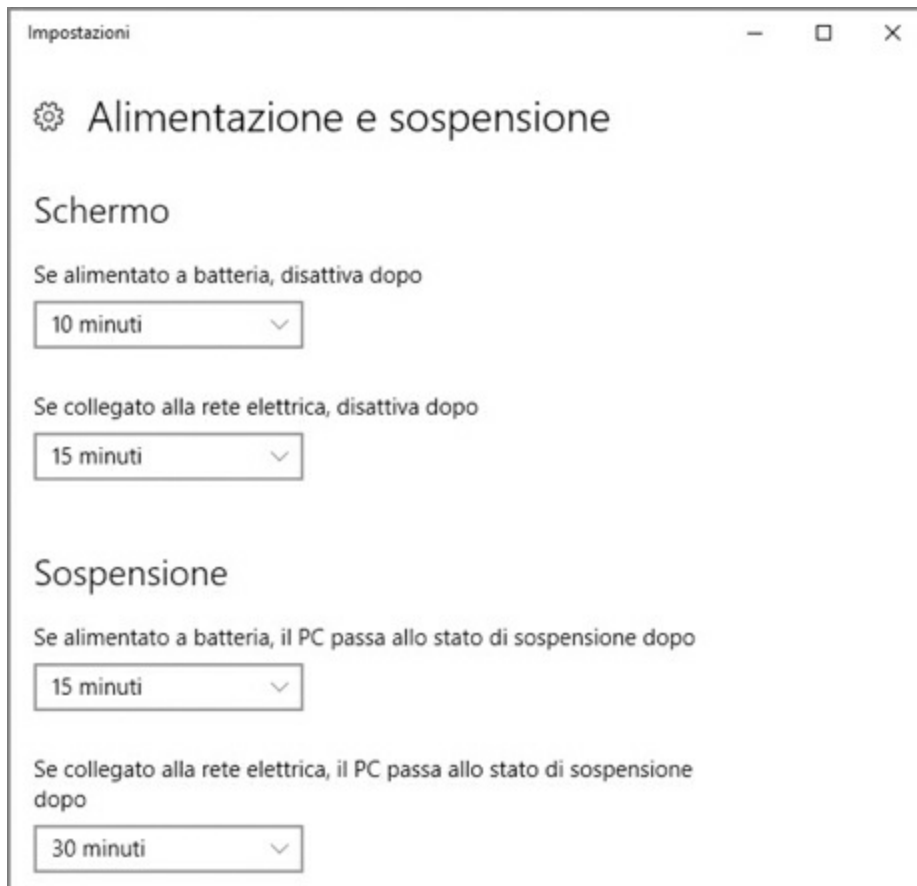 Impostazioni
Alimentazione e sospensione
Schermo
Se alimentato a batteria, disattiva dopo
10 minuti
Se collegato alla rete elettrica, disattiva dopo
15 minuti
Sospensione
Se alimentato a batteria, il PC passa allo stato di sospensione dopo
15 minuti
Se collegato alla rete elettrica, il PC passa allo stato di sospensione
dopo
30 minuti